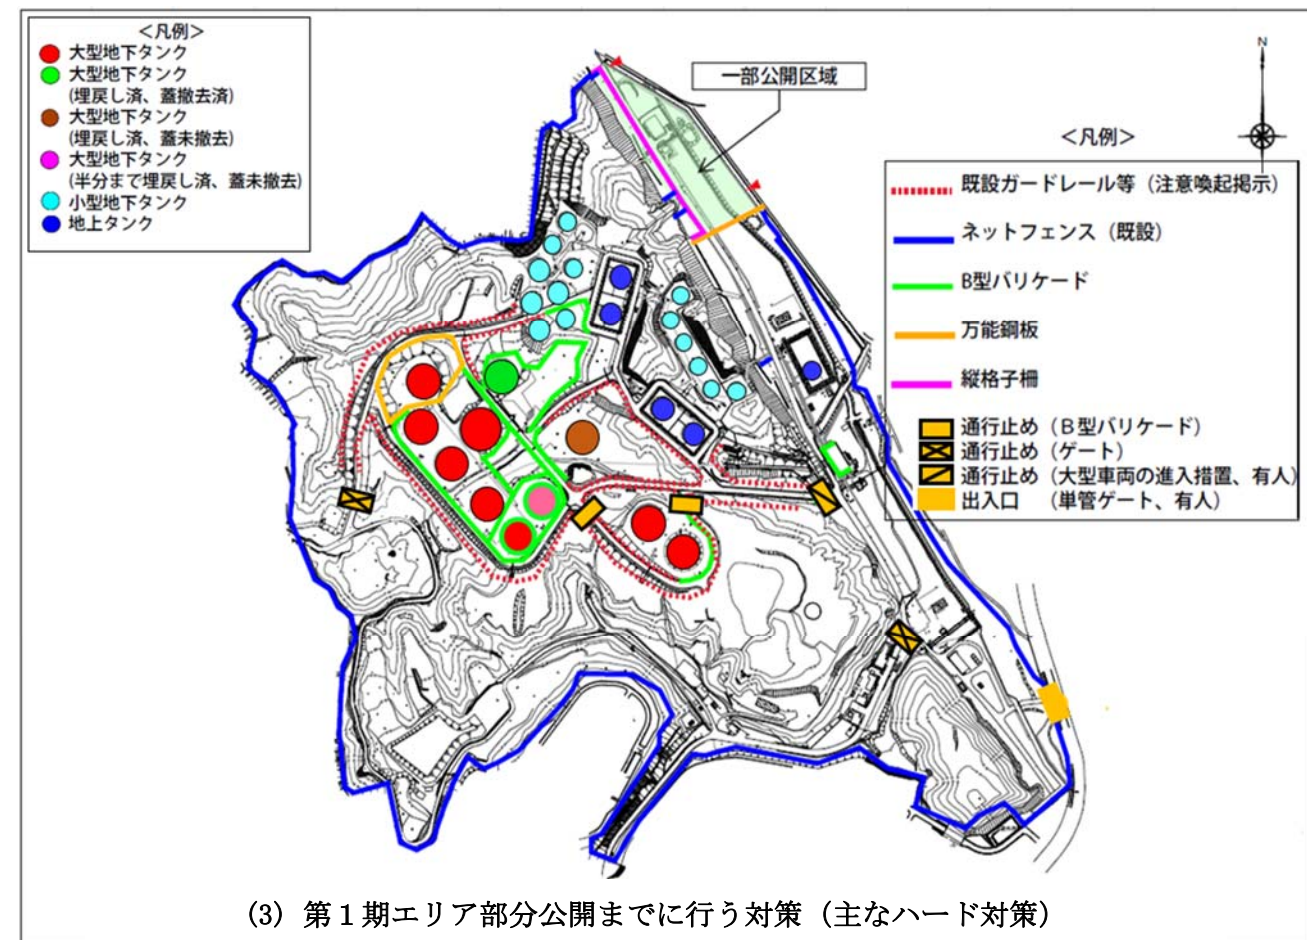 <凡例>
大型地下タンク
大型地下タンク
(埋戻し済、蓋撤去済)
大型地下タンク
(埋戻し済、蓋未撤去)
大型地下タンク
(半分まで埋戻し済、蓋未撤去)
小型地下タンク
地上タンク
一部公開区域
N
<凡例>
既設ガードレール等（注意喚起掲示）
ネットフェンス（既設）
B型バリケード
万能鋼板
縦格子柵
通行止め（Ｂ型バリケード）
通行止め（ゲート）
通行止め（大型車両の進入措置、有人）
出入口　（単管ゲート、有人）
(3) 第１期エリア部分公開までに行う対策（主なハード対策）